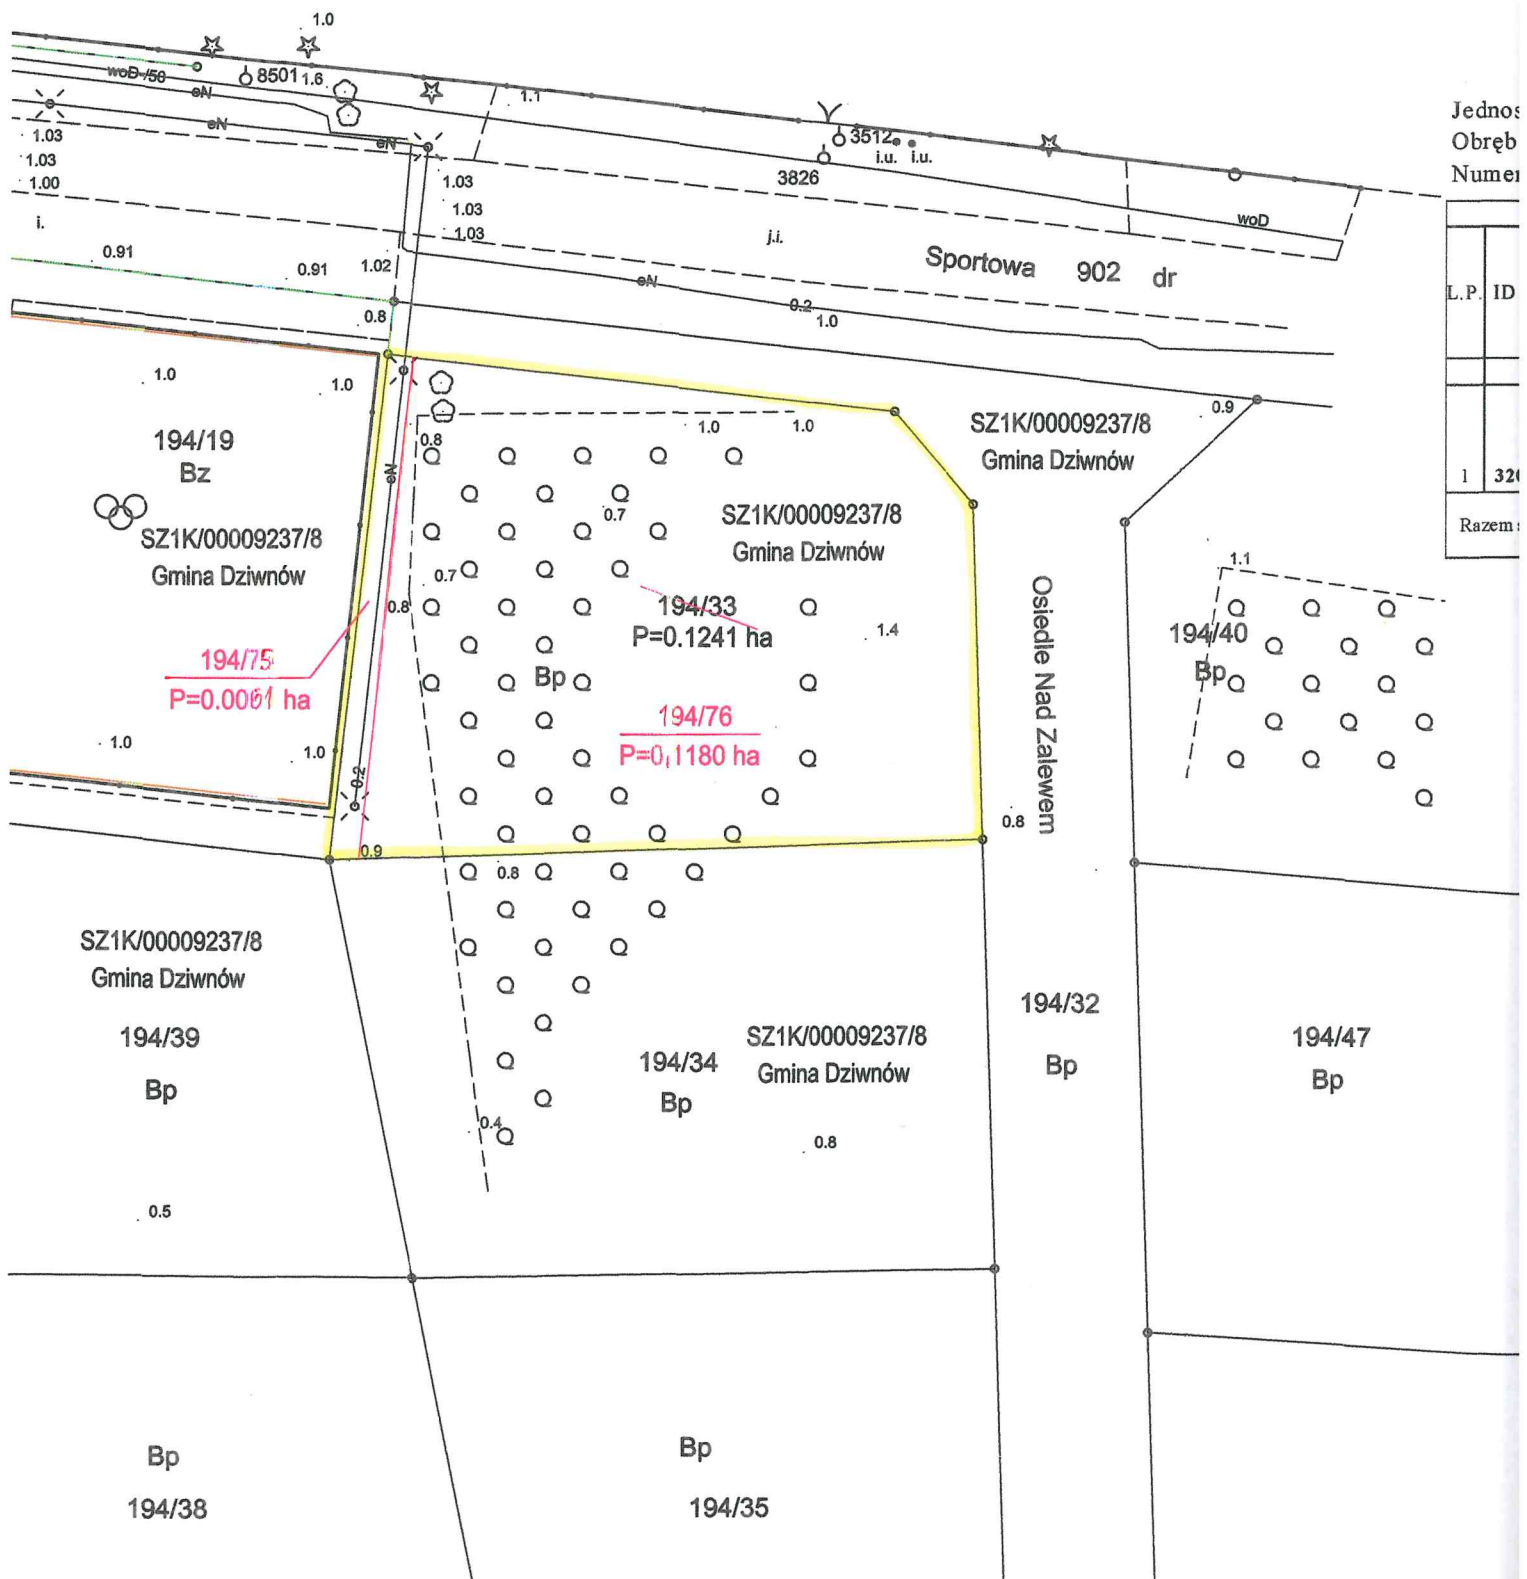 1.0
woD-/50
8501 1.6
eN
1.1
eN
eN
1.03
1.03
1.00
3512
i.u. i.u.
3826
1.03
1.03
1.03
i.
j.i.
woD
0.91
0.91
1.02
Sportowa 902 dr
eN
0.2
1.0
0.8
Jednos
Obręb
Numer
L.P. ID
1 320
Razem
1.0
1.0
194/19
Bz
SZ1K/00009237/8
Gmina Dziwnów
0.8
1.0
1.0
0.9
SZ1K/00009237/8
Gmina Dziwnów
eN
0.7
SZ1K/00009237/8
Gmina Dziwnów
0.7
0.8
194/33
P=0.1241 ha
1.4
Bp
194/75
P=0.0061 ha
194/76
P=0,1180 ha
1.0
1.0
0.2
0.9
0.8
Osiedle Nad Zalewem
1.1
194/40
Bp
0.8
SZ1K/00009237/8
Gmina Dziwnów
194/39
Bp
0.5
SZ1K/00009237/8
Gmina Dziwnów
194/34
Bp
0.4
0.8
194/32
Bp
194/47
Bp
Bp
194/38
Bp
194/35